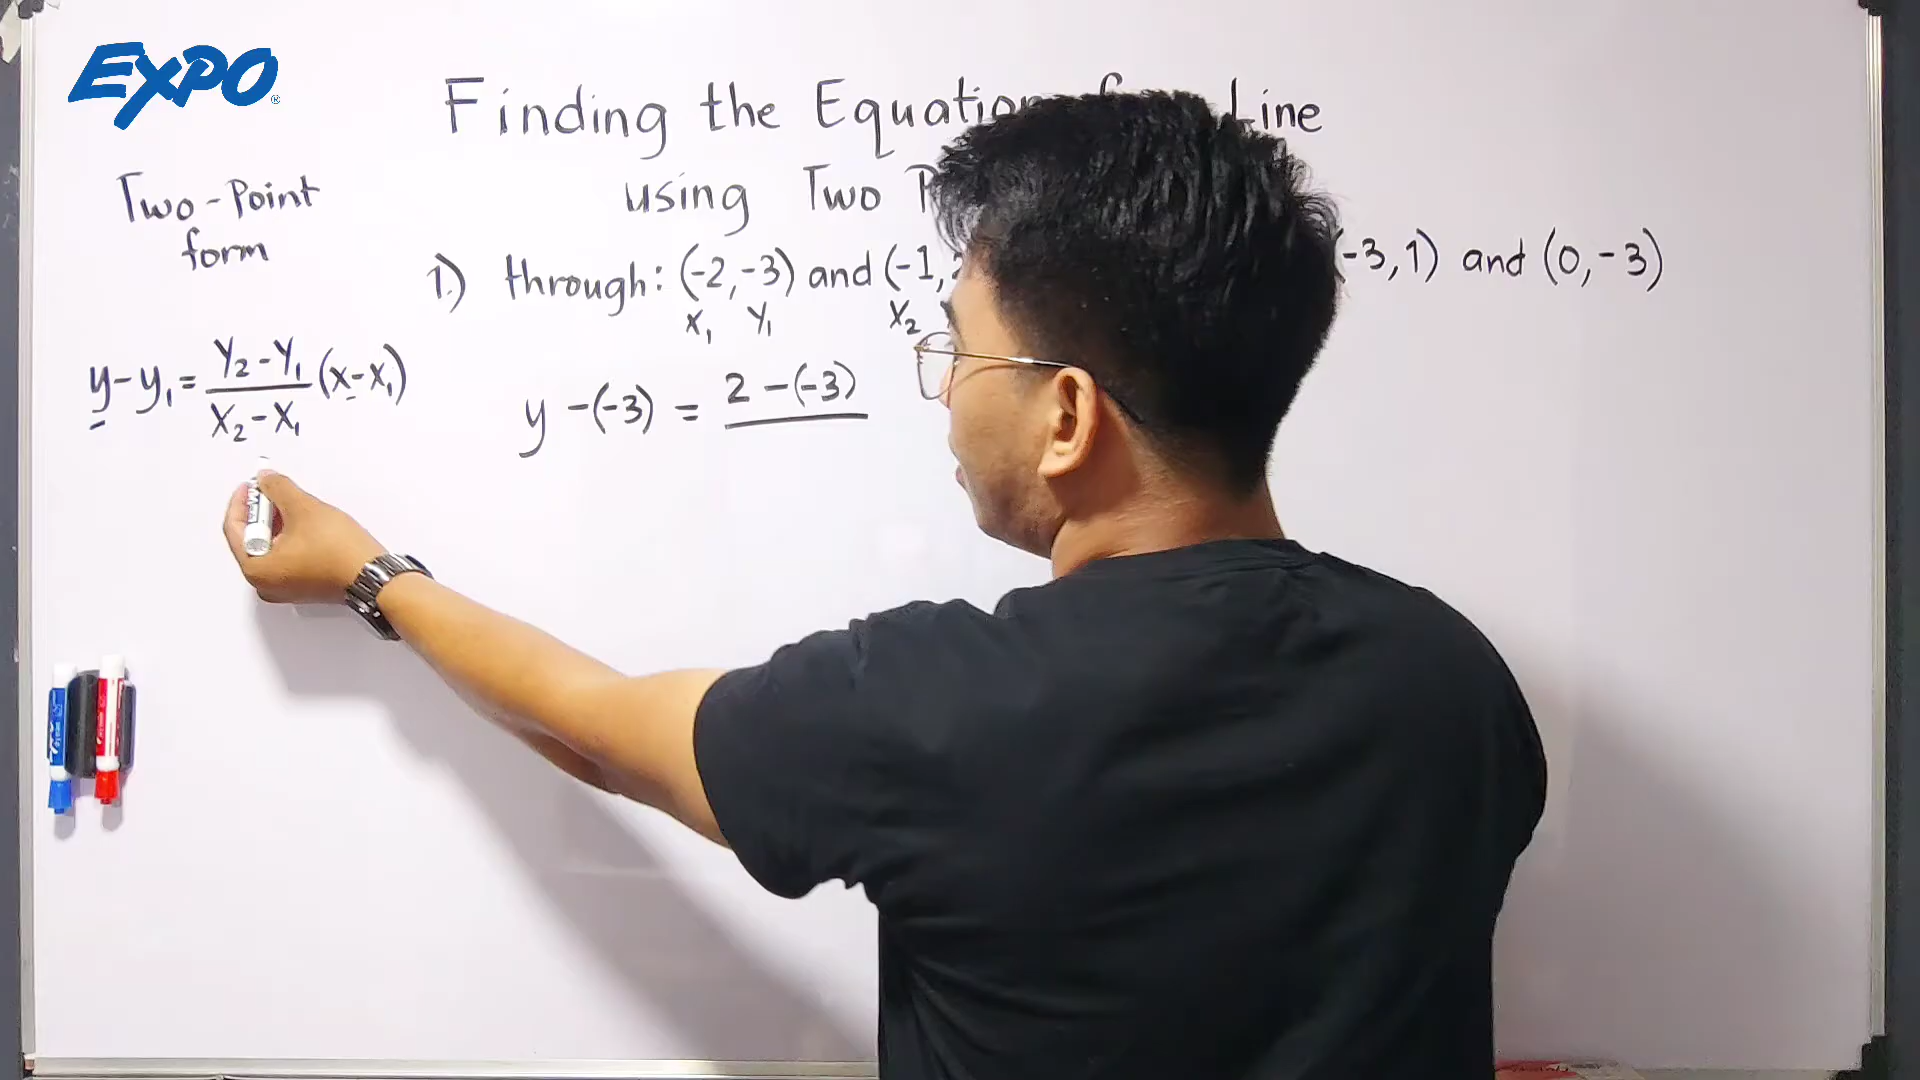 EXPO®
Finding the Equation Line
using Two
Two-Point
form
1.) through: (-2,-3) and (-1, (-3,1) and (0,-3)
X₁ Y₁ X₂
y-y₁ = Y₂-Y₁ (x-x₁)
X₂-X₁
y -(-3) = 2 -(-3)